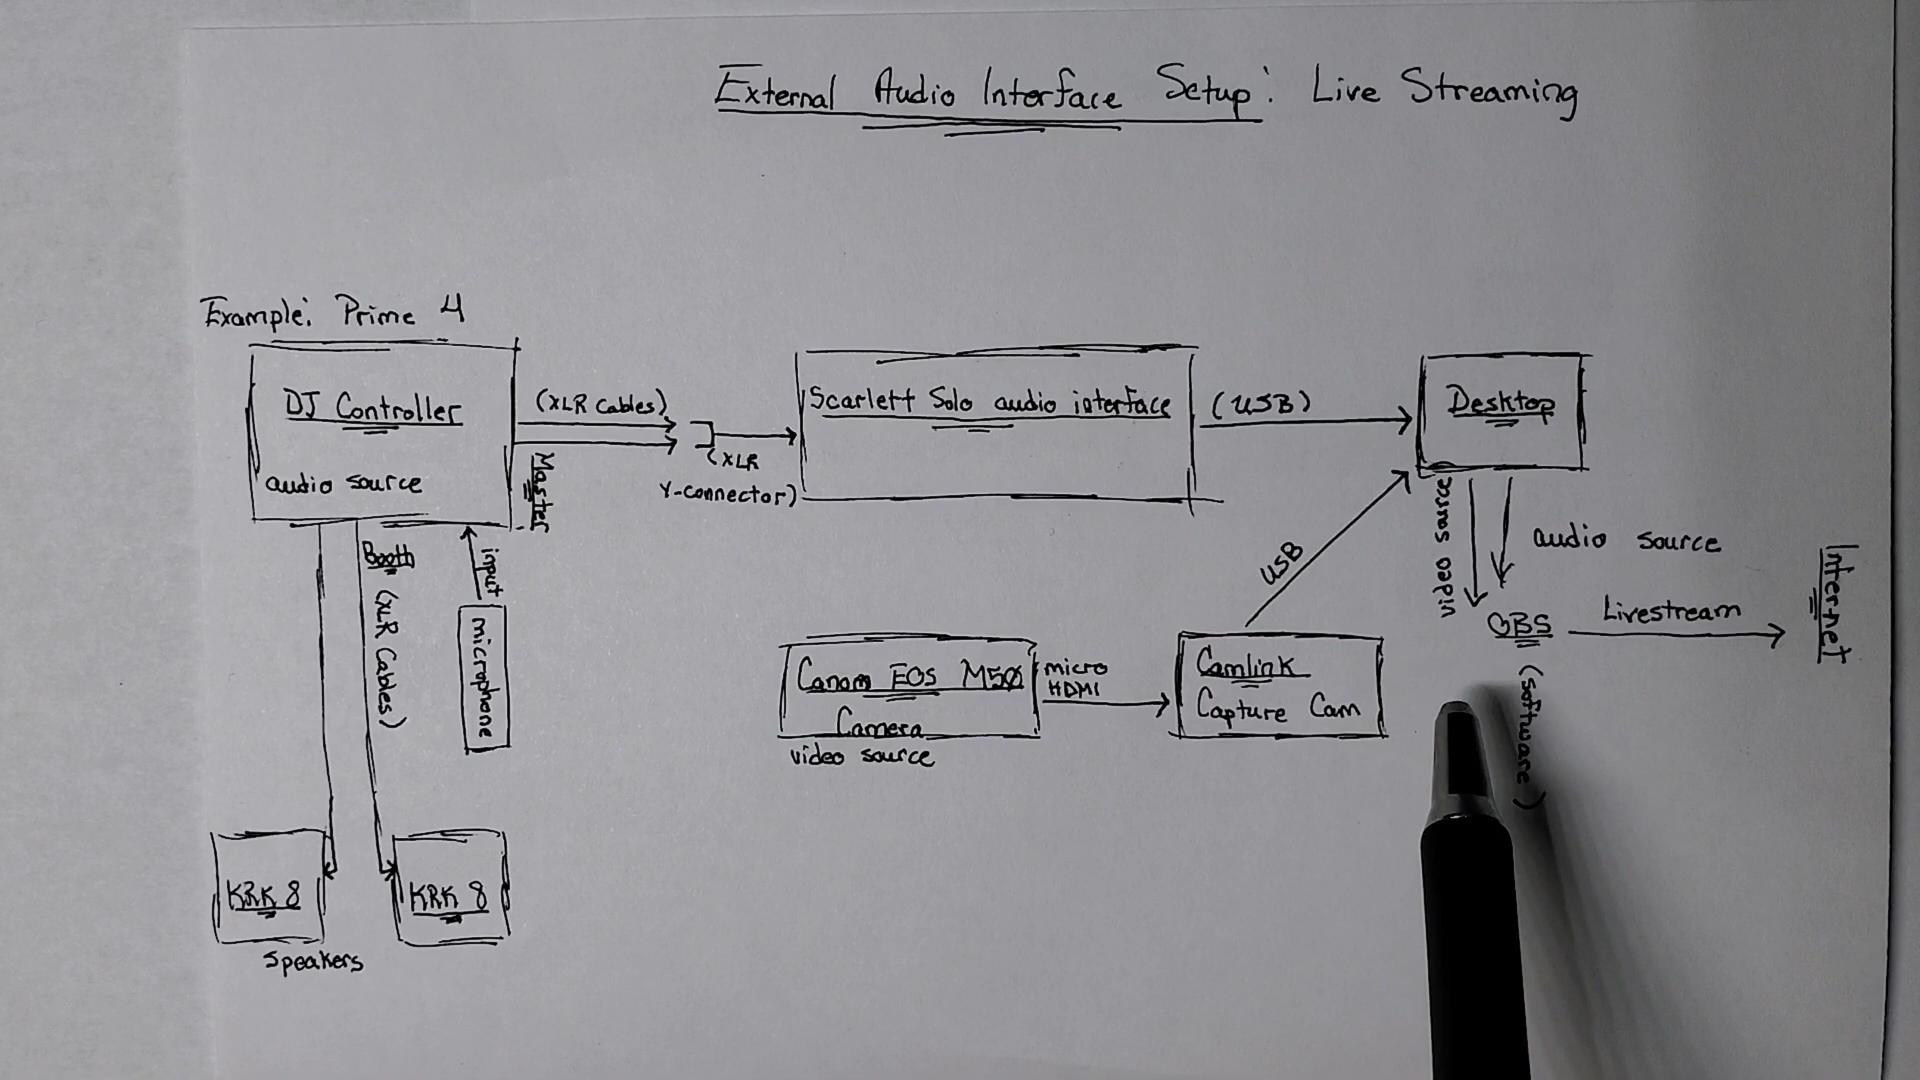 External Audio Interface Setup: Live Streaming
Example: Prime 4
DJ Controller
audio source
(XLR Cables)
Master
(XLR
Y-connector)
Scarlett Solo audio interface
(USB)
Desktop
video source
audio source
OBS
(software)
Livestream
Internet
Booth (XLR Cables)
input
microphone
USB
Canon EOS M50
Camera
video source
micro
HDMI
Camlink
Capture Cam
KRK 8
KRK 8
Speakers